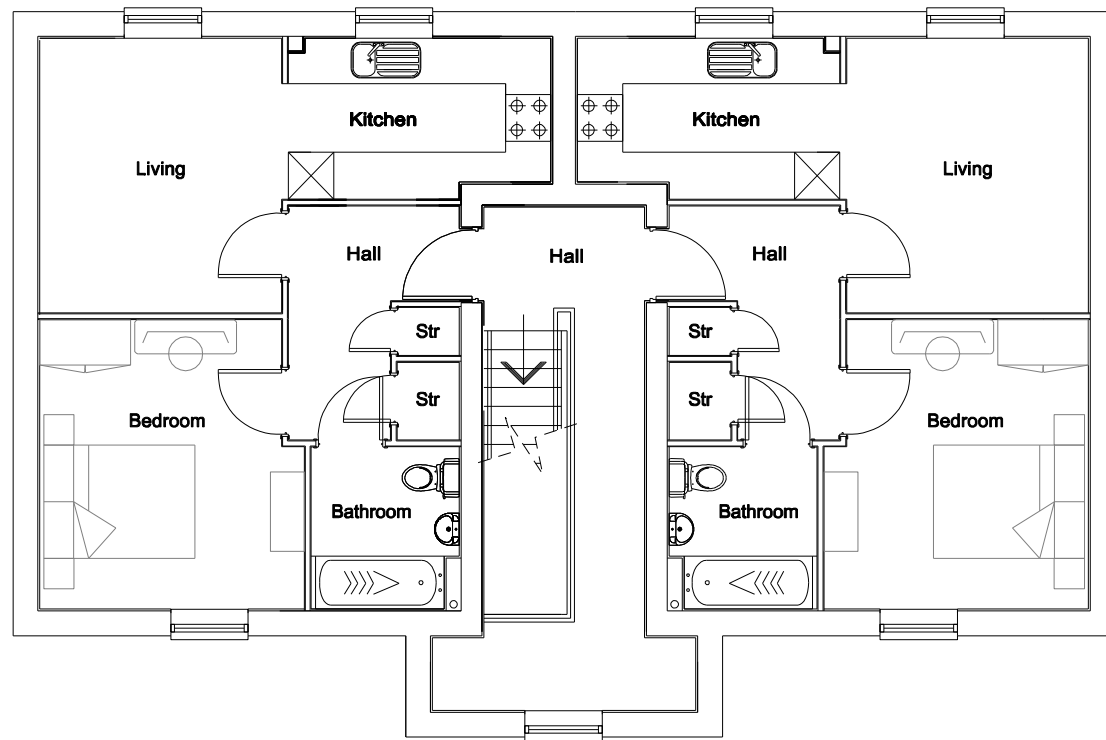 Kitchen
Kitchen
Living
Living
Hall
Hall
Hall
Str
Str
Str
Str
Bedroom
Bedroom
Bathroom
Bathroom